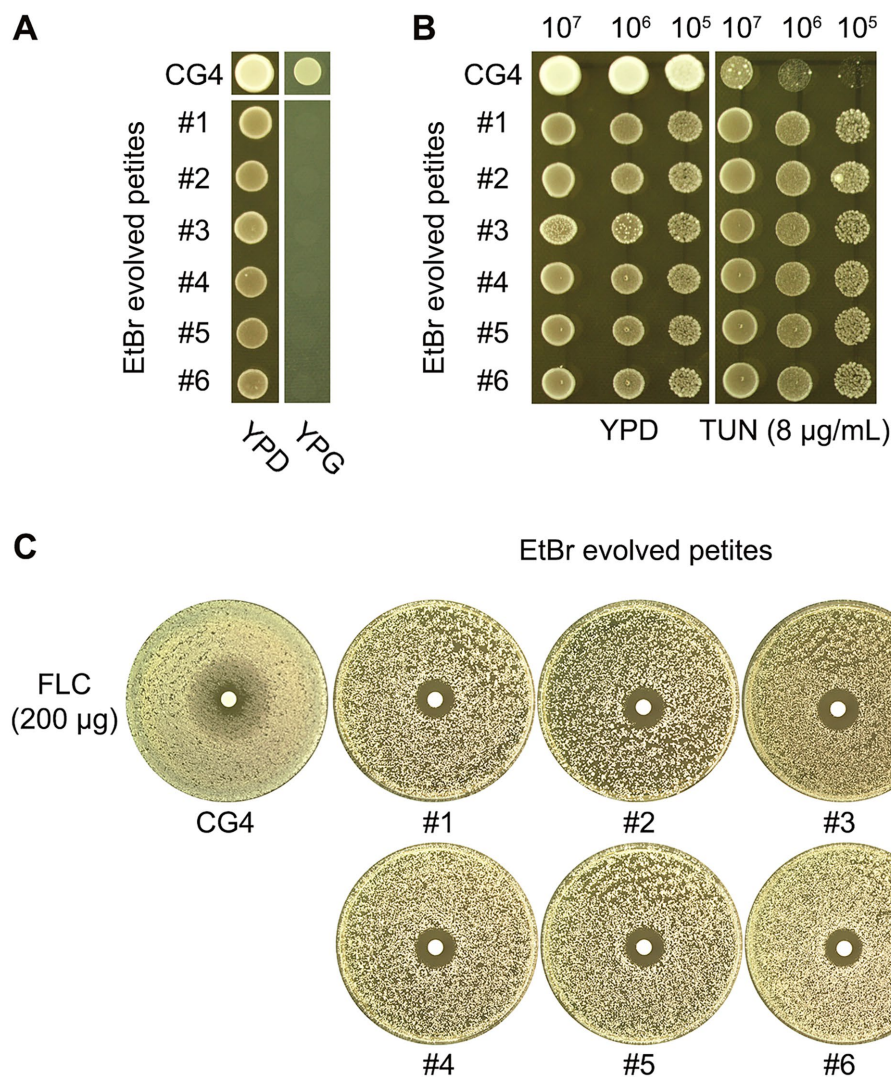 A
CG4
EtBr evolved petites
#1
#2
#3
#4
#5
#6
YPD
YPG
B
10⁷ 10⁶ 10⁵ 10⁷ 10⁶ 10⁵
CG4
EtBr evolved petites
#1
#2
#3
#4
#5
#6
YPD TUN (8 µg/mL)
C
EtBr evolved petites
FLC
(200 µg)
CG4 #1 #2 #3
#4 #5 #6